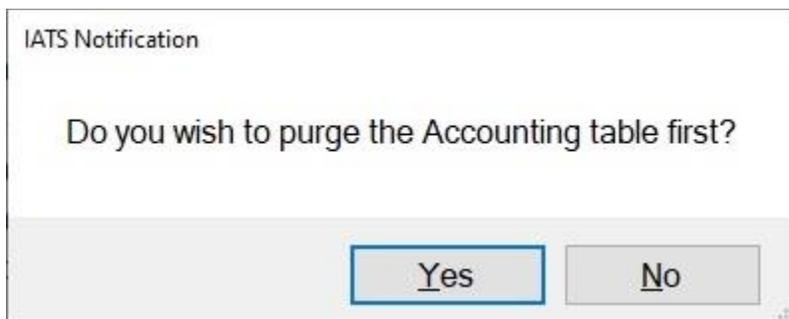 IATS Notification
Do you wish to purge the Accounting table first?
Yes No